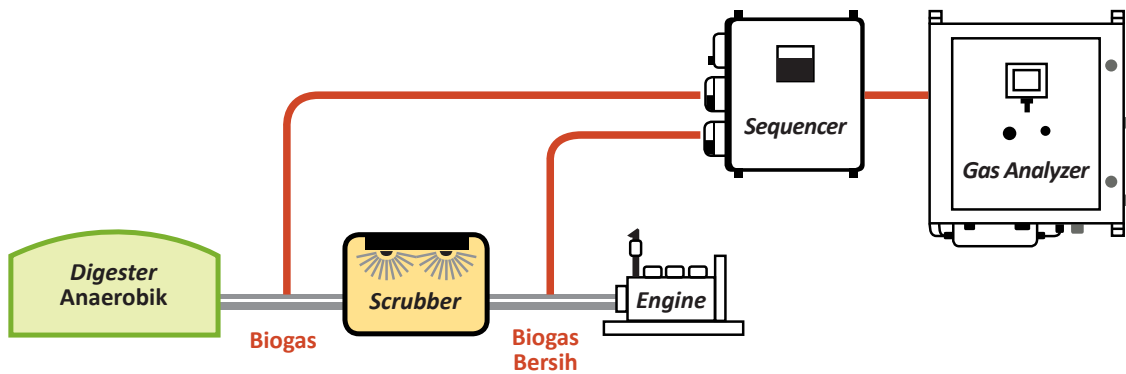 Sequencer
Gas Analyzer
Digester
Anaerobik
Scrubber
Engine
Biogas
Biogas
Bersih